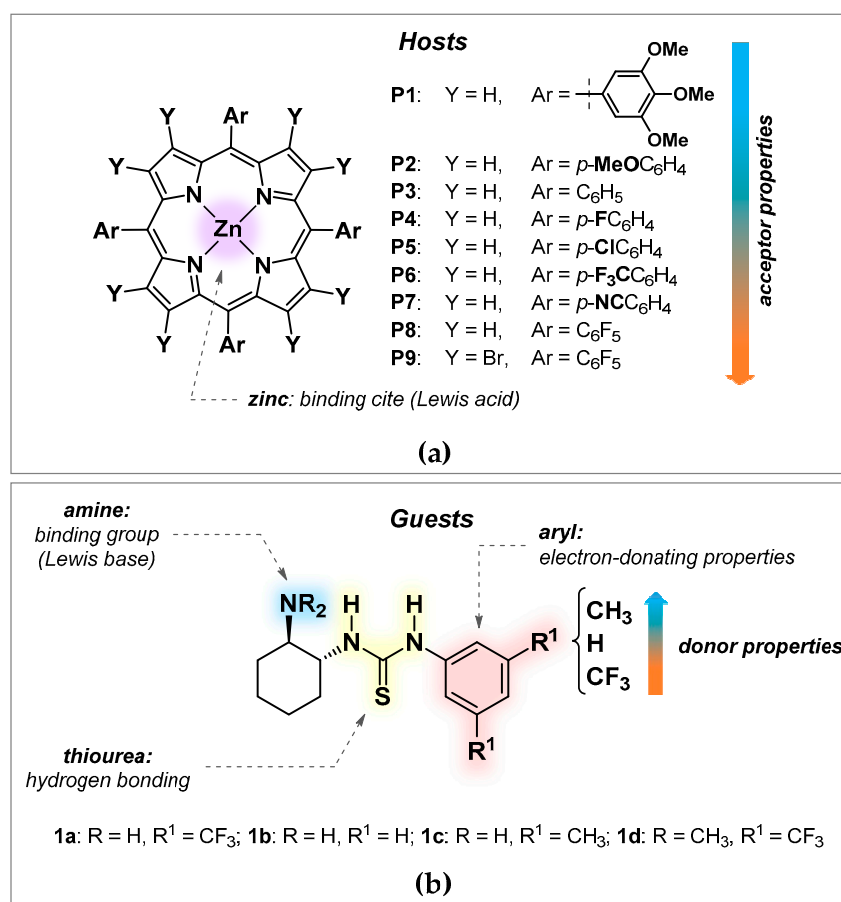 Hosts
P1: Y = H, Ar =
OMe
OMe
OMe
P2: Y = H, Ar = p-MeOC6H4
P3: Y = H, Ar = C6H5
P4: Y = H, Ar = p-FC6H4
P5: Y = H, Ar = p-ClC6H4
P6: Y = H, Ar = p-F3CC6H4
P7: Y = H, Ar = p-NCC6H4
P8: Y = H, Ar = C6F5
P9: Y = Br, Ar = C6F5
acceptor properties
Y Ar Y
Y Y
N N
Ar Zn Ar
N N
Y Y
Y Ar Y
zinc: binding cite (Lewis acid)
(a)
amine:
binding group
(Lewis base)
Guests
aryl:
electron-donating properties
NR2 H H
N N
S
R1
R1
CH3
H
CF3
donor properties
thiourea:
hydrogen bonding
1a: R = H, R1 = CF3; 1b: R = H, R1 = H; 1c: R = H, R1 = CH3; 1d: R = CH3, R1 = CF3
(b)